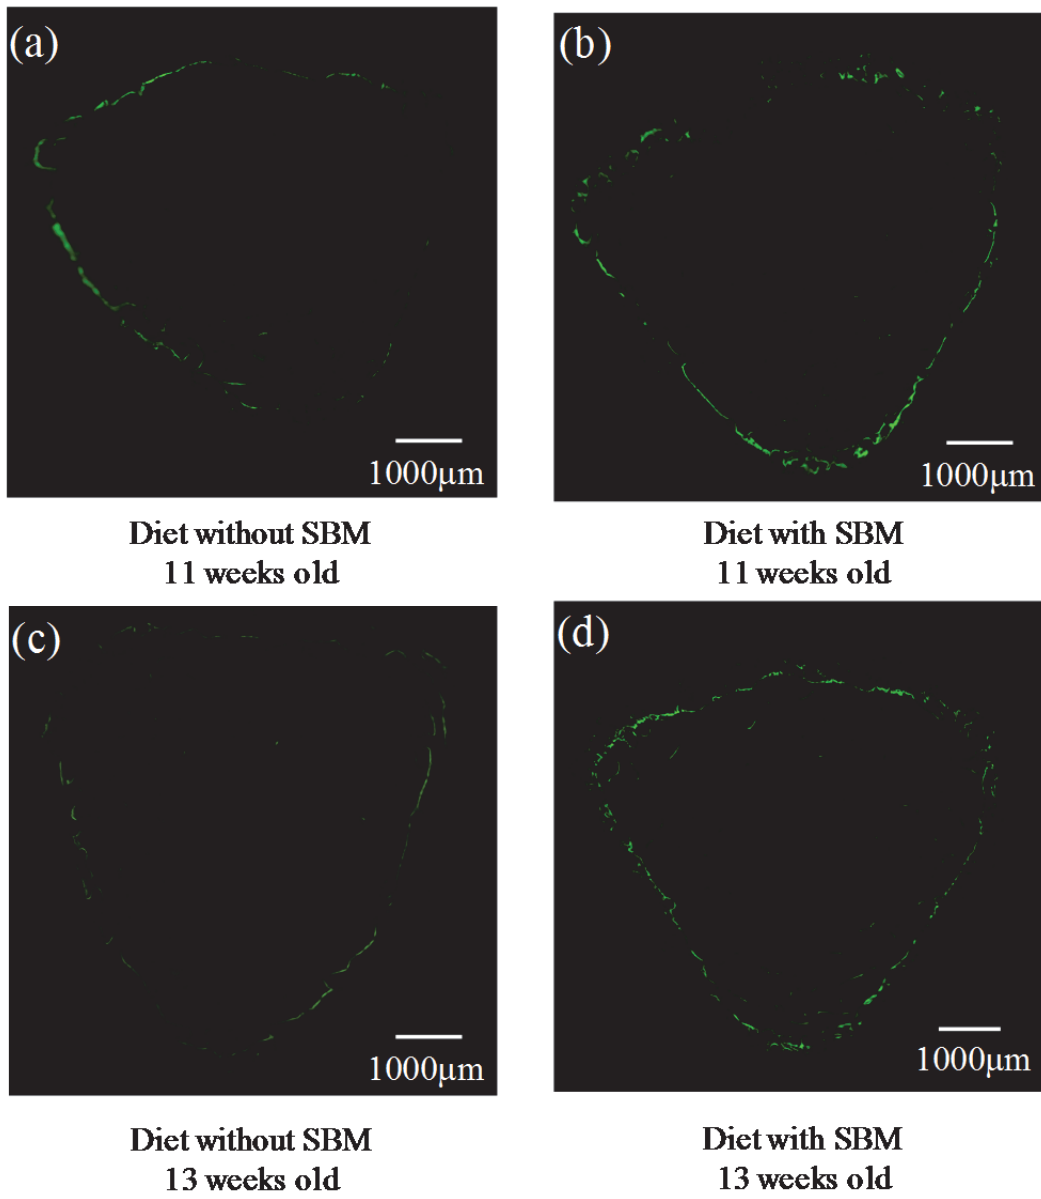 (a)
(b)
1000µm
1000µm
Diet without SBM
11 weeks old
Diet with SBM
11 weeks old
(c)
(d)
1000µm
1000µm
Diet without SBM
13 weeks old
Diet with SBM
13 weeks old